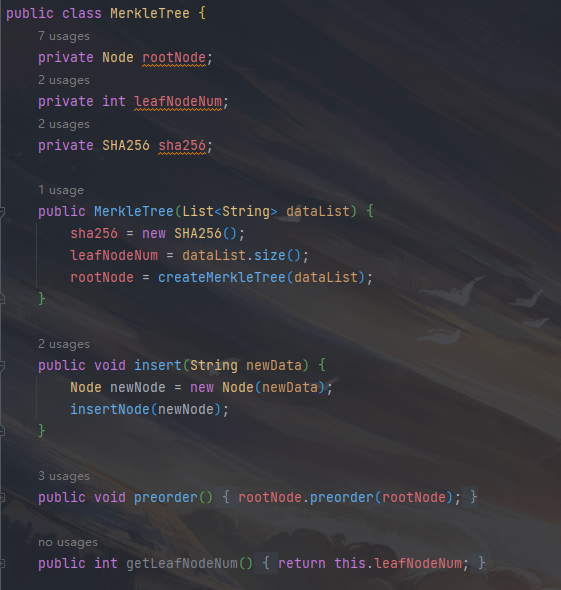 public class MerkleTree {
7 usages
private Node rootNode;
2 usages
private int leafNodeNum;
2 usages
private SHA256 sha256;
1 usage
public MerkleTree(List<String> dataList) {
sha256 = new SHA256();
leafNodeNum = dataList.size();
rootNode = createMerkleTree(dataList);
}
2 usages
public void insert(String newData) {
Node newNode = new Node(newData);
insertNode(newNode);
}
3 usages
public void preorder() { rootNode.preorder(rootNode); }
no usages
public int getLeafNodeNum() { return this.leafNodeNum; }